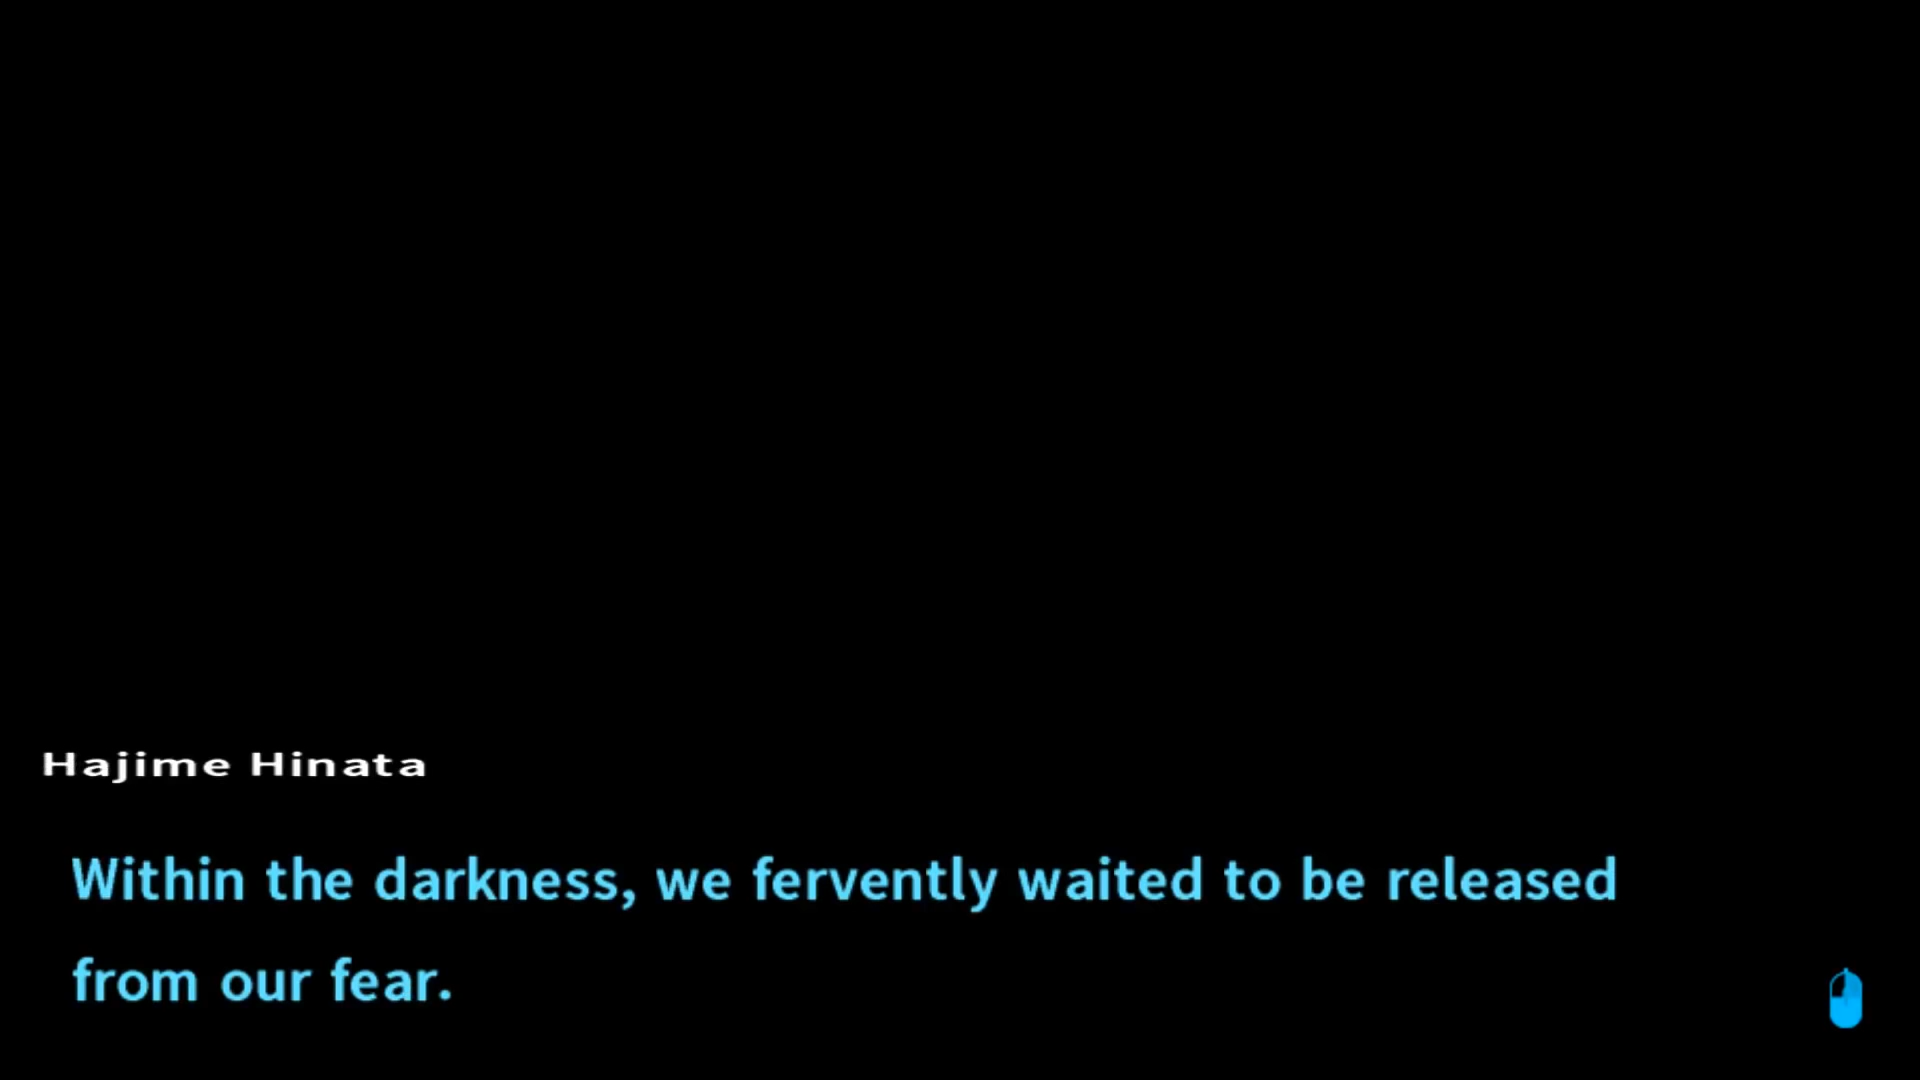 Hajime Hinata
Within the darkness, we fervently waited to be released
from our fear.